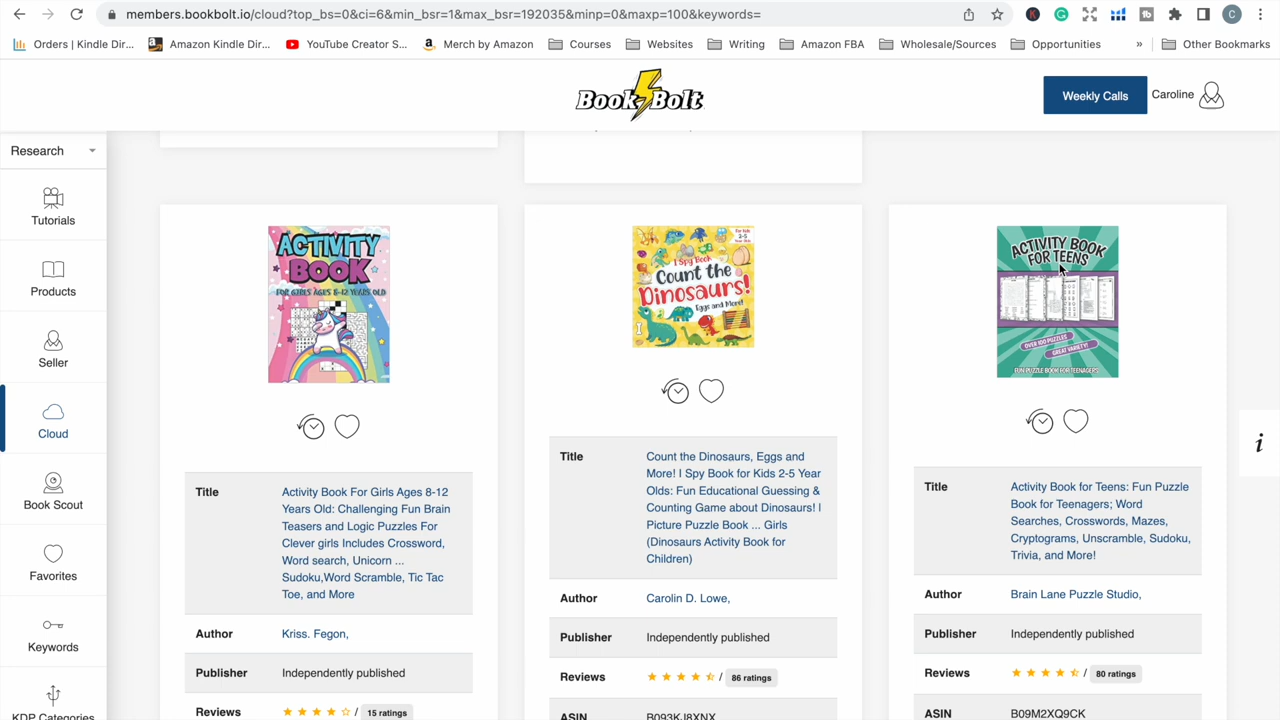 members.bookbolt.io/cloud?top_bs=0&ci=6&min_bsr=1&max_bsr=192035&minp=0&maxp=100&keywords=
C
Orders | Kindle Dir...
Amazon Kindle Dir...
YouTube Creator S...
Merch by Amazon
Courses
Websites
Writing
Amazon FBA
Wholesale/Sources
Opportunities
»
Other Bookmarks
Book Bolt
Weekly Calls
Caroline
Research
Tutorials
Products
Seller
Cloud
Book Scout
Favorites
Keywords
KDP Categories
ACTIVITY
BOOK
FOR GIRLS AGES 8-12 YEARS OLD
Title
Activity Book For Girls Ages 8-12
Years Old: Challenging Fun Brain
Teasers and Logic Puzzles For
Clever girls Includes Crossword,
Word search, Unicorn ...
Sudoku,Word Scramble, Tic Tac
Toe, and More
Author
Kriss. Fegon,
Publisher
Independently published
Reviews
/ 15 ratings
For kids
2-5
Year Olds
I Spy Book
Count the
Dinosaurs!
Eggs and More!
Title
Count the Dinosaurs, Eggs and
More! I Spy Book for Kids 2-5 Year
Olds: Fun Educational Guessing &
Counting Game about Dinosaurs! |
Picture Puzzle Book ... Girls
(Dinosaurs Activity Book for
Children)
Author
Carolin D. Lowe,
Publisher
Independently published
Reviews
/ 86 ratings
ASIN
B093KJ8XNX
ACTIVITY BOOK
FOR TEENS
OVER 100 PUZZLES
GREAT VARIETY!
FUN PUZZLE BOOK FOR TEENAGERS
Title
Activity Book for Teens: Fun Puzzle
Book for Teenagers; Word
Searches, Crosswords, Mazes,
Cryptograms, Unscramble, Sudoku,
Trivia, and More!
Author
Brain Lane Puzzle Studio,
Publisher
Independently published
Reviews
/ 80 ratings
ASIN
B09M2XQ9CK
i